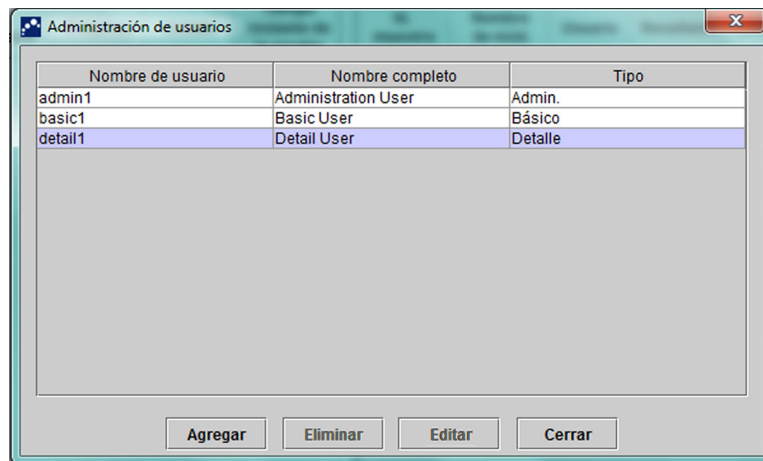 Administración de usuarios
Nombre de usuario Nombre completo Tipo
admin1 Administration User Admin.
basic1 Basic User Básico
detail1 Detail User Detalle
Agregar Eliminar Editar Cerrar